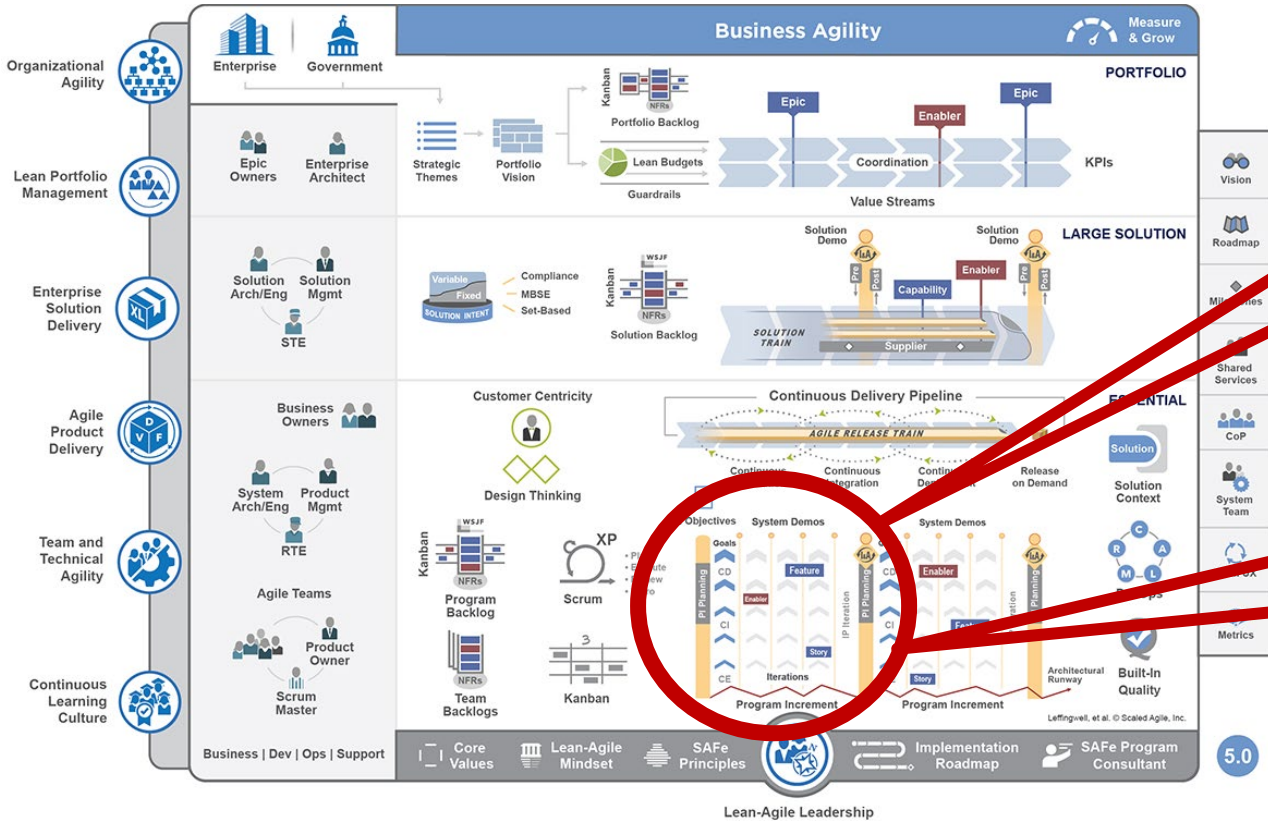 Business Agility
Measure
& Grow
Organizational
Agility
Lean Portfolio
Management
Enterprise
Solution
Delivery
Agile
Product
Delivery
Team and
Technical
Agility
Continuous
Learning
Culture
Enterprise
Government
Epic
Owners
Enterprise
Architect
Solution
Arch/Eng
Solution
Mgmt
STE
Business
Owners
System
Arch/Eng
Product
Mgmt
RTE
Agile Teams
Product
Owner
Scrum
Master
Business | Dev | Ops | Support
PORTFOLIO
Strategic
Themes
Portfolio
Vision
Kanban
NFRs
Portfolio Backlog
Lean Budgets
Guardrails
Epic
Enabler
Epic
Coordination
KPIs
Value Streams
LARGE SOLUTION
Variable
Fixed
SOLUTION INTENT
Compliance
MBSE
Set-Based
WSJF
Kanban
NFRs
Solution Backlog
Solution
Demo
I&A
Pre
Post
Capability
Enabler
Solution
Demo
I&A
Pre
Post
SOLUTION
TRAIN
Supplier
Customer Centricity
Design Thinking
Continuous Delivery Pipeline
AGILE RELEASE TRAIN
Continuous
Continuous
Release
on Demand
Solution
Solution
Context
WSJF
Kanban
NFRs
Program
Backlog
XP
Scrum
NFRs
Team
Backlogs
3
Kanban
Objectives
System Demos
Goals
PI Planning
CD
CI
CE
Enabler
Feature
Story
IP Iteration
Iterations
Program Increment
I&A
PI Planning
System Demos
CD
CI
CE
Enabler
Story
I&A
PI Planning
Program Increment
Architectural
Runway
C
A
L
M
R
Built-In
Quality
Leffingwell, et al. © Scaled Agile, Inc.
Core
Values
Lean-Agile
Mindset
SAFe
Principles
Implementation
Roadmap
SAFe Program
Consultant
Lean-Agile Leadership
Vision
Roadmap
Shared
Services
CoP
System
Team
Metrics
5.0
XL
D
V
F